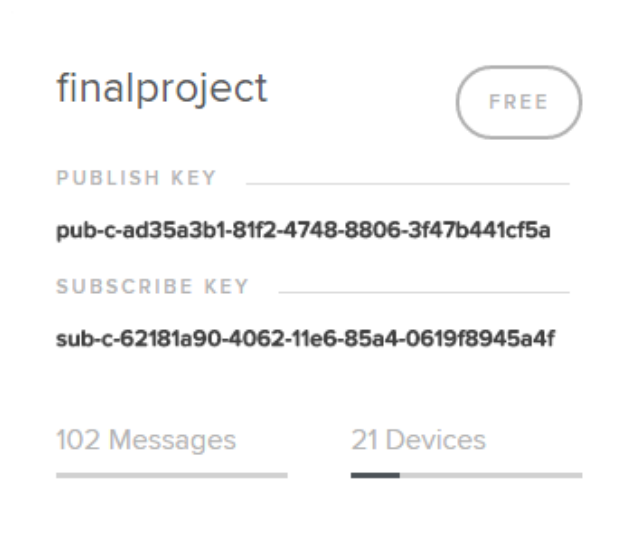 finalproject
FREE
PUBLISH KEY
pub-c-ad35a3b1-81f2-4748-8806-3f47b441cf5a
SUBSCRIBE KEY
sub-c-62181a90-4062-11e6-85a4-0619f8945a4f
102 Messages
21 Devices